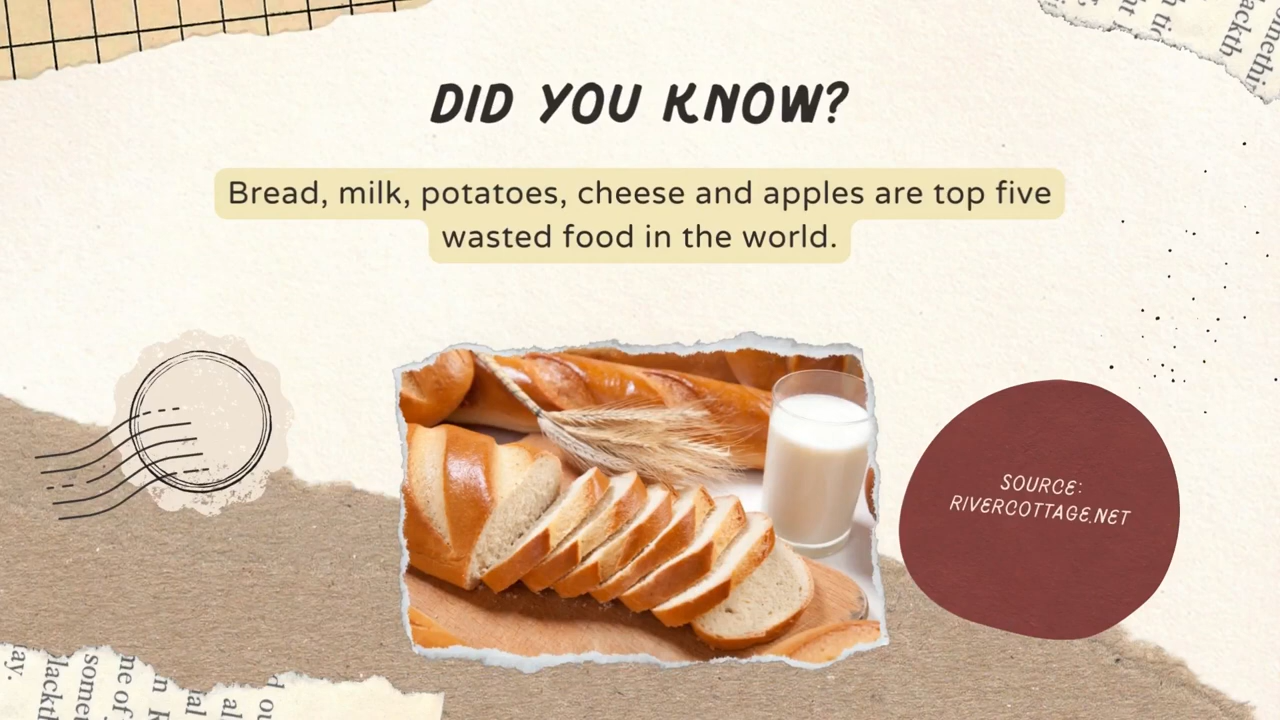 DID YOU KNOW?
Bread, milk, potatoes, cheese and apples are top five
wasted food in the world.
SOURCE:
RIVERCOTTAGE.NET